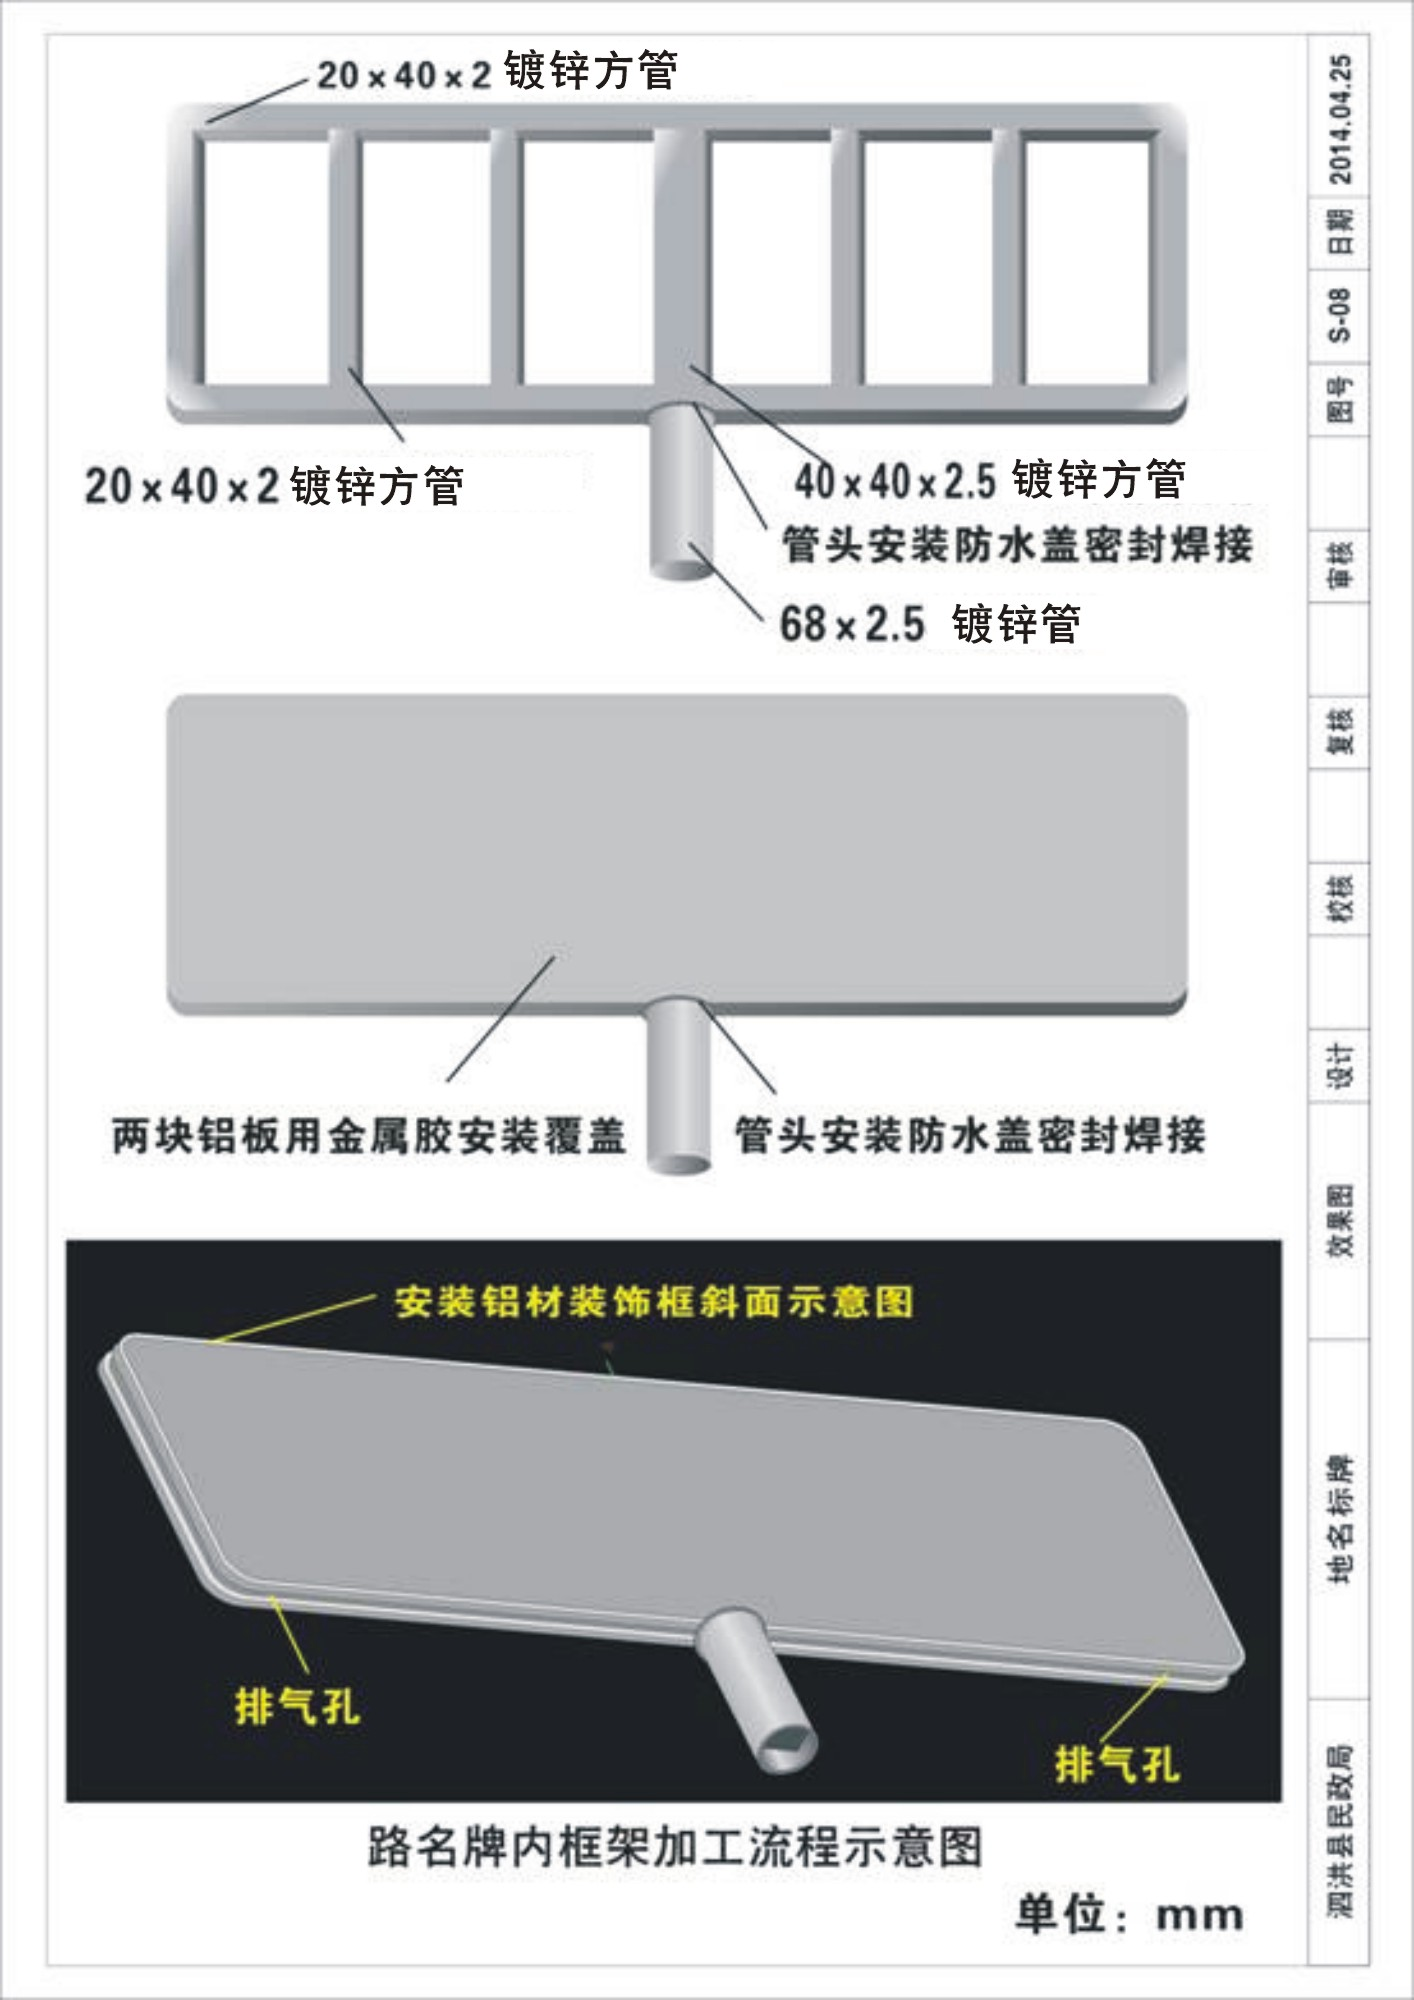 20×40×2 镀锌方管
20×40×2 镀锌方管
40×40×2.5 镀锌方管
管头安装防水盖密封焊接
68×2.5 镀锌管
两块铝板用金属胶安装覆盖
管头安装防水盖密封焊接
安装铝材装饰框斜面示意图
排气孔
排气孔
路名牌内框架加工流程示意图
单位：mm
泗洪县民政局
地名标牌
效果图
设计
校核
复核
审核
图号
S-08
日期
2014.04.25